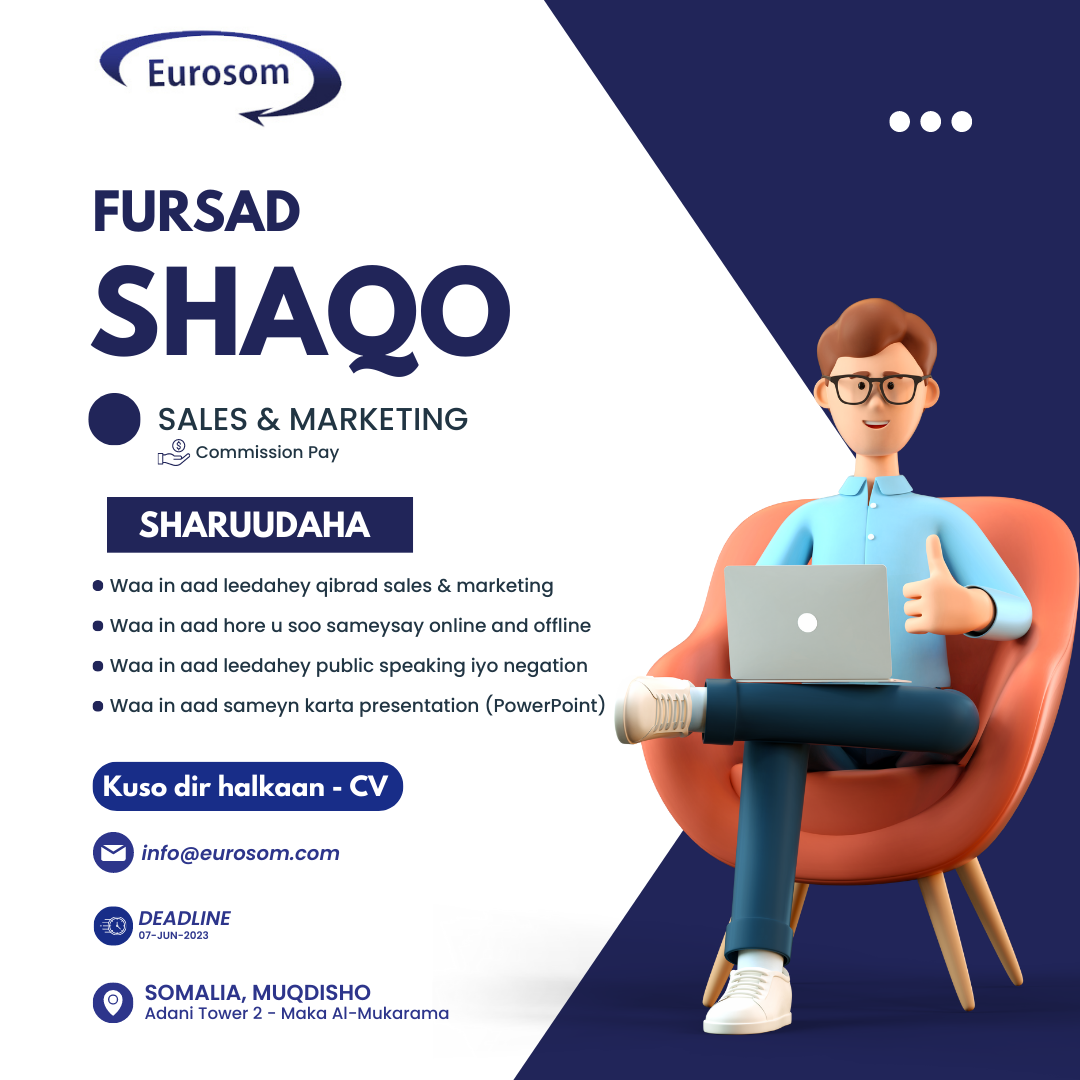 Eurosom
FURSAD
SHAQO
SALES & MARKETING
$
Commission Pay
SHARUUDAHA
Waa in aad leedahey qibrad sales & marketing
Waa in aad hore u soo sameysay online and offline
Waa in aad leedahey public speaking iyo negation
Waa in aad sameyn karta presentation (PowerPoint)
Kuso dir halkaan - CV
info@eurosom.com
DEADLINE
07-JUN-2023
SOMALIA, MUQDISHO
Adani Tower 2 - Maka Al-Mukarama